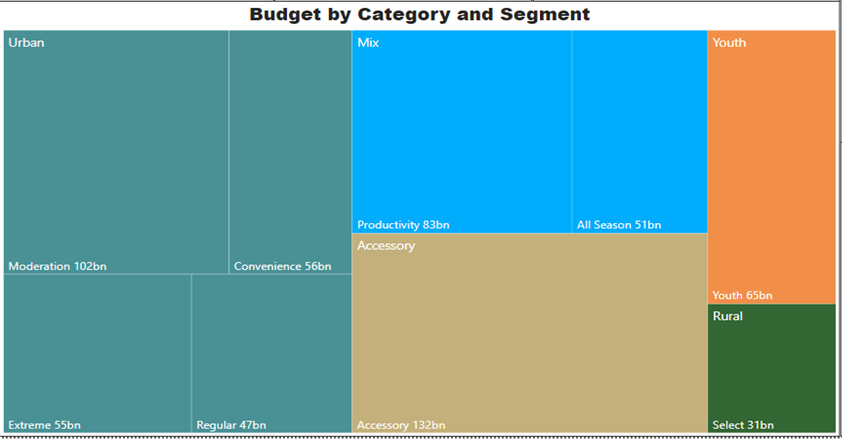 Budget by Category and Segment
Urban
Moderation 102bn
Convenience 56bn
Extreme 55bn
Regular 47bn
Mix
Productivity 83bn
All Season 51bn
Accessory
Accessory 132bn
Youth
Youth 65bn
Rural
Select 31bn